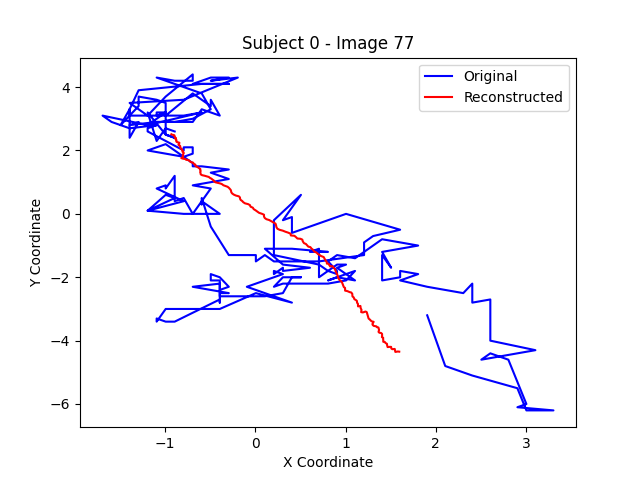 Subject 0 - Image 77
Original
Reconstructed
Y Coordinate
4
2
0
−2
−4
−6
−1
0
1
2
3
X Coordinate